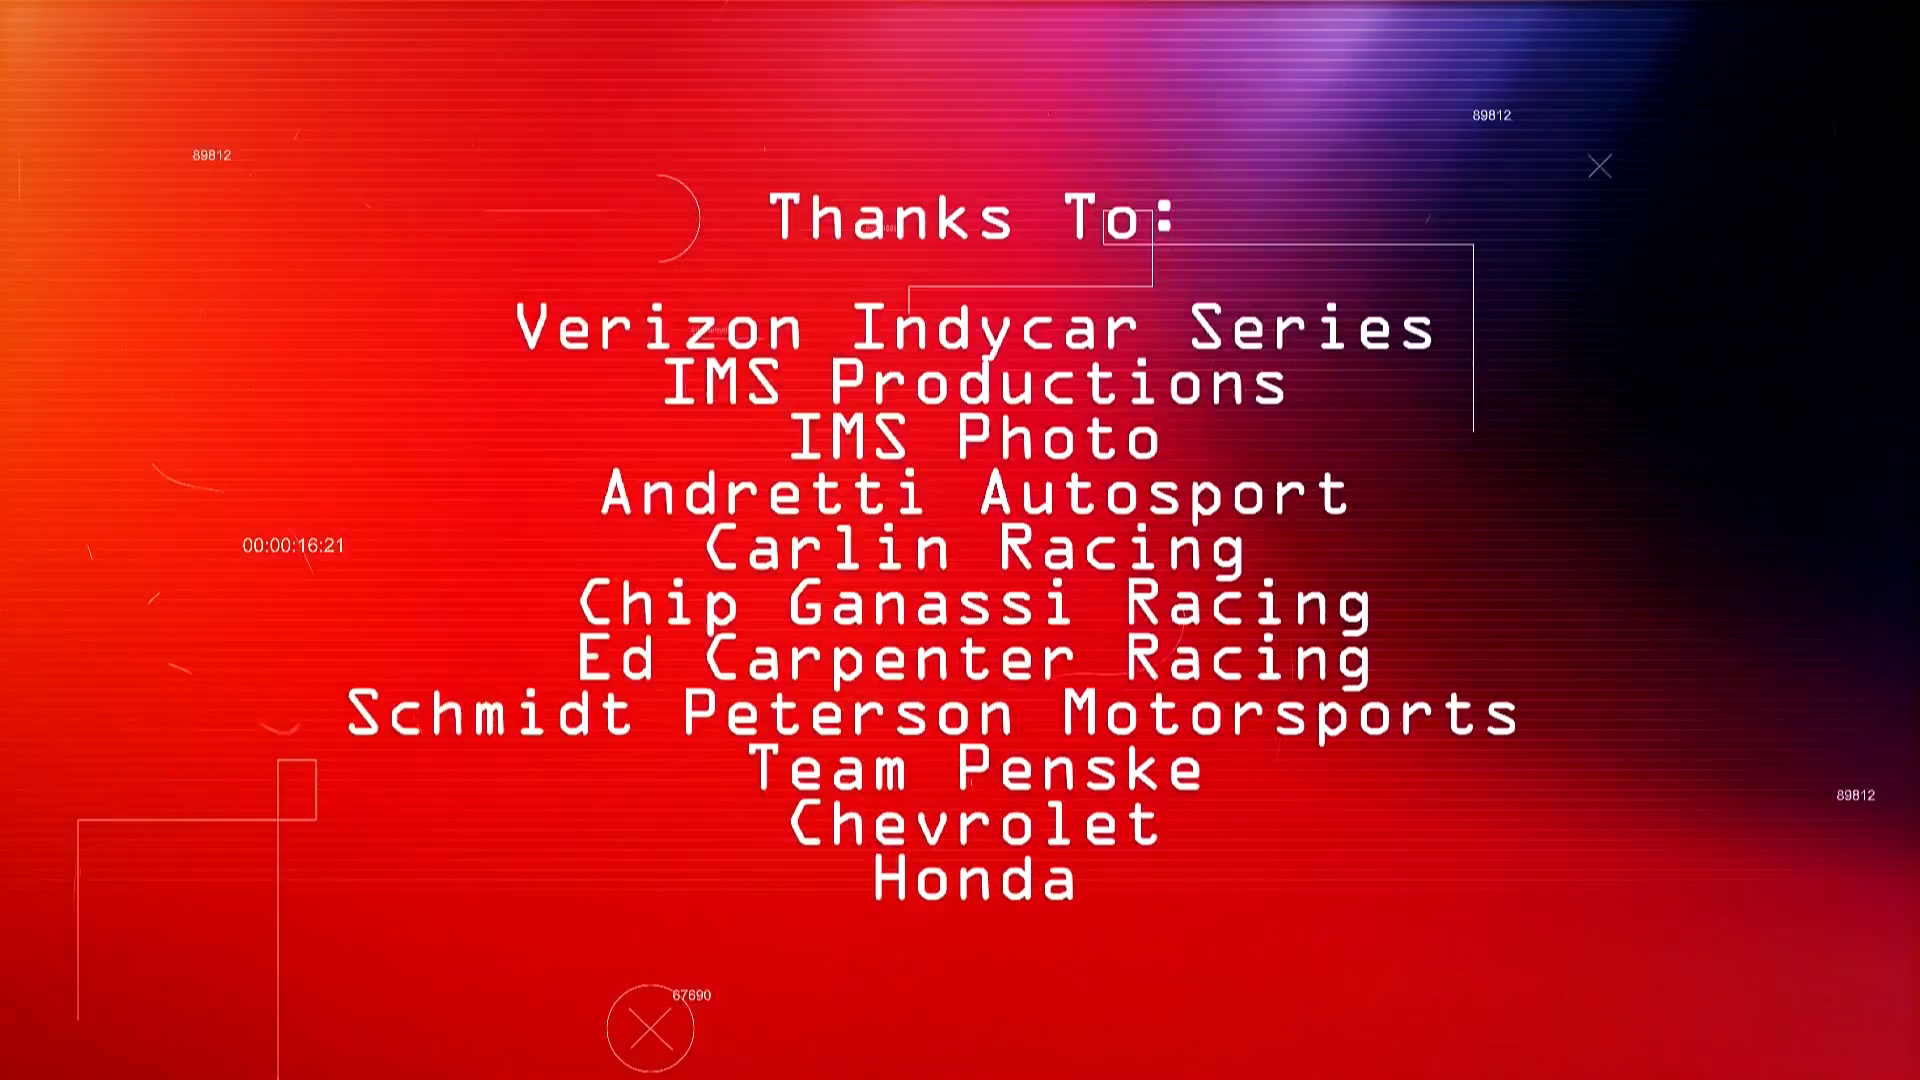 89812
89812
Thanks To:
Verizon Indycar Series
IMS Productions
IMS Photo
Andretti Autosport
Carlin Racing
00:00:16:21
Chip Ganassi Racing
Ed Carpenter Racing
Schmidt Peterson Motorsports
Team Penske
89812
Chevrolet
Honda
67690